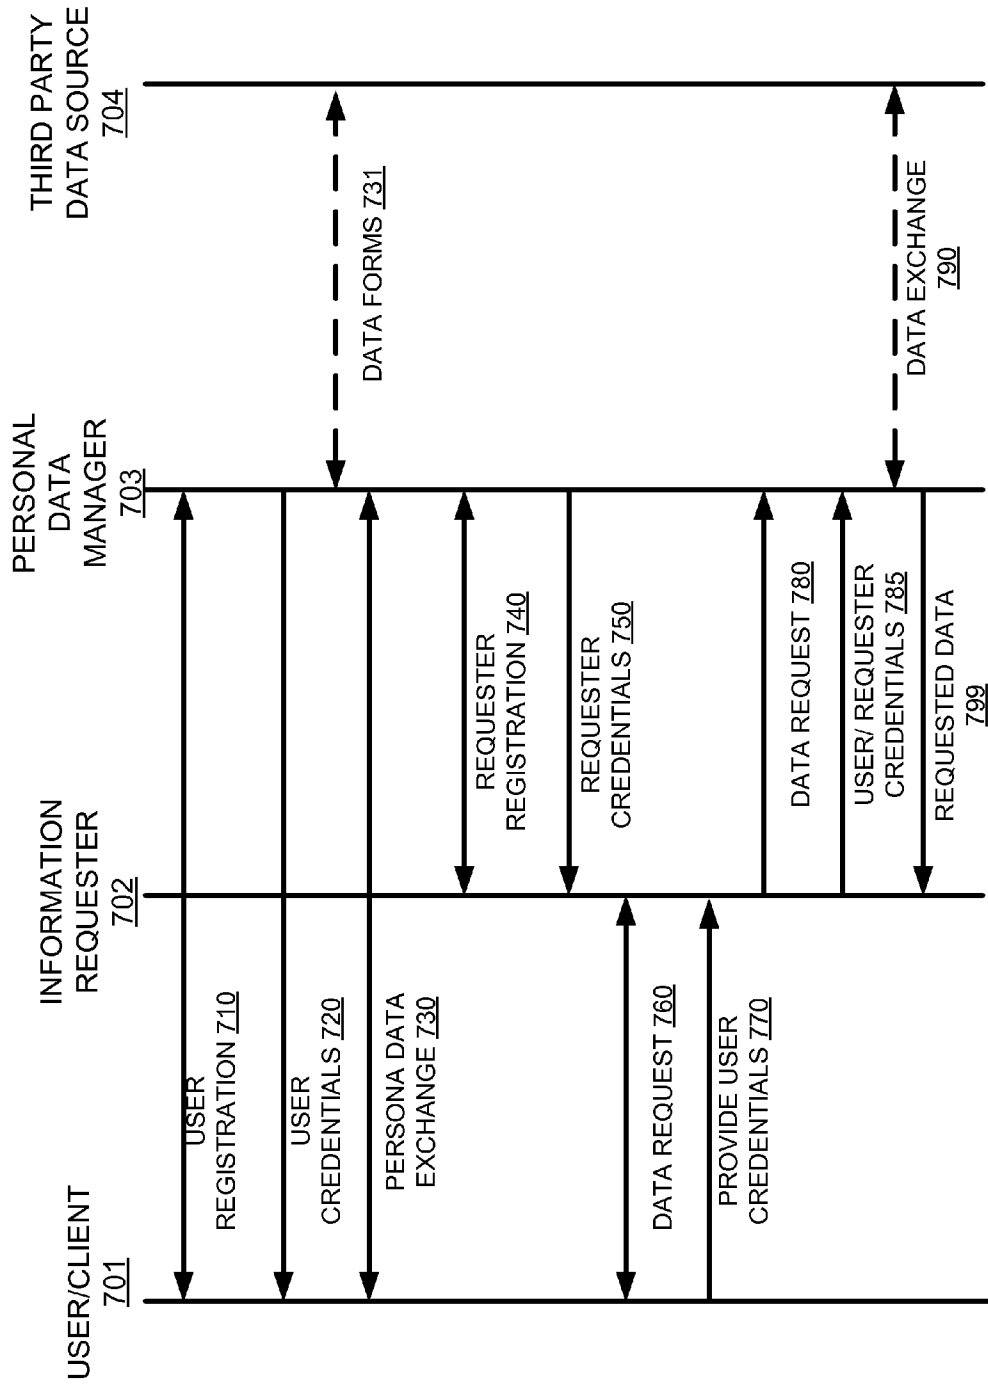 USER/CLIENT
701
INFORMATION
REQUESTER
702
PERSONAL
DATA
MANAGER
703
THIRD PARTY
DATA SOURCE
704
USER
REGISTRATION 710
USER
CREDENTIALS 720
DATA FORMS 731
PERSONA DATA
EXCHANGE 730
REQUESTER
REGISTRATION 740
REQUESTER
CREDENTIALS 750
DATA REQUEST 760
PROVIDE USER
CREDENTIALS 770
DATA REQUEST 780
USER/ REQUESTER
CREDENTIALS 785
DATA EXCHANGE
790
REQUESTED DATA
799